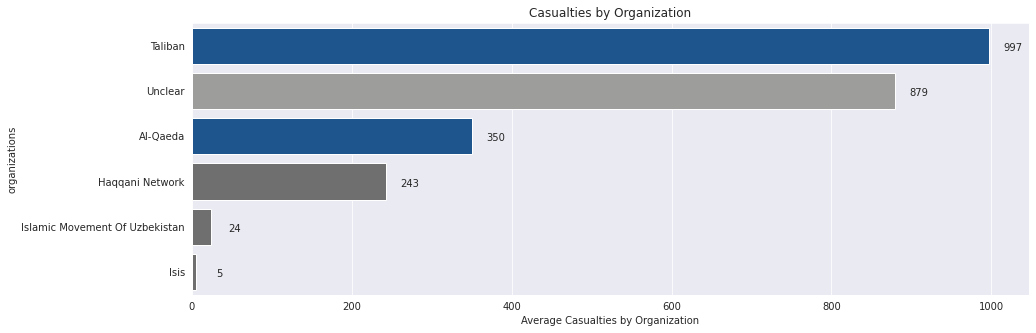 Casualties by Organization
Taliban
997
Unclear
879
Al-Qaeda
350
organizations
Haqqani Network
243
Islamic Movement Of Uzbekistan
24
Isis
5
0 200 400 600 800 1000
Average Casualties by Organization